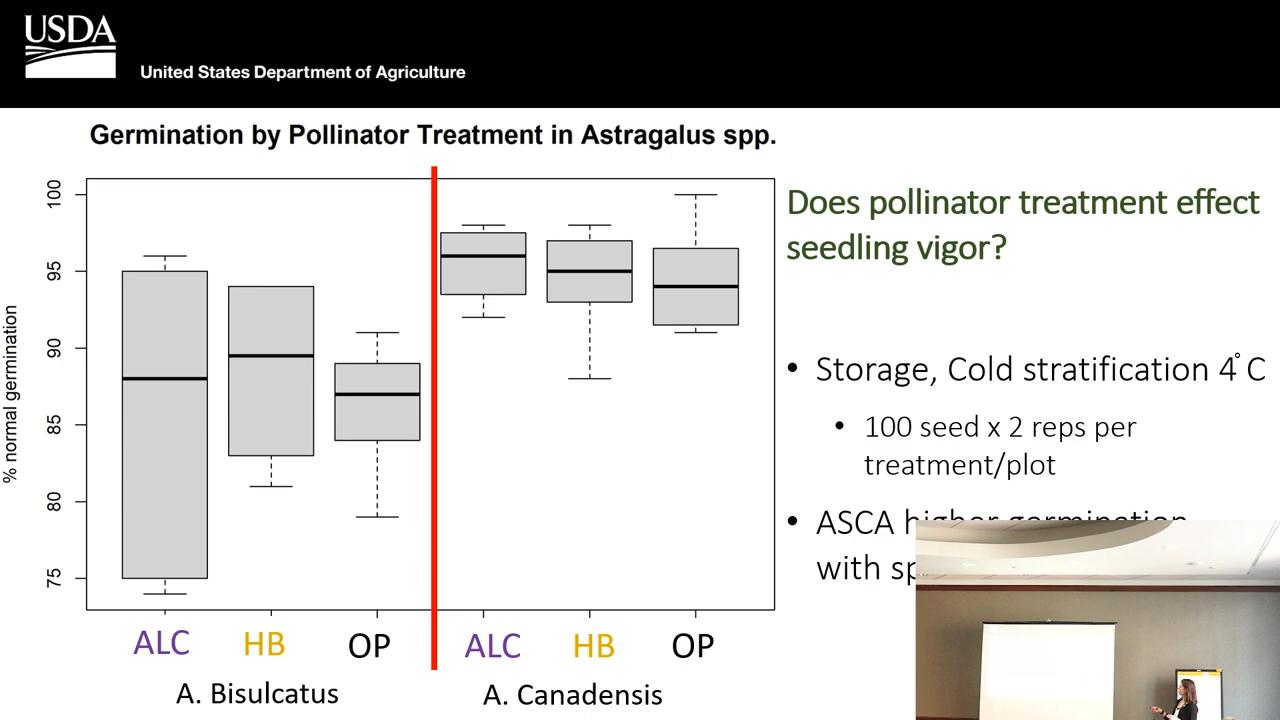 USDA
United States Department of Agriculture
Germination by Pollinator Treatment in Astragalus spp.
% normal germination
100
95
90
85
80
75
ALC
HB
OP
ALC
HB
OP
A. Bisulcatus
A. Canadensis
Does pollinator treatment effect
seedling vigor?
• Storage, Cold stratification 4° C
• 100 seed x 2 reps per
treatment/plot
• ASCA higher germination
with